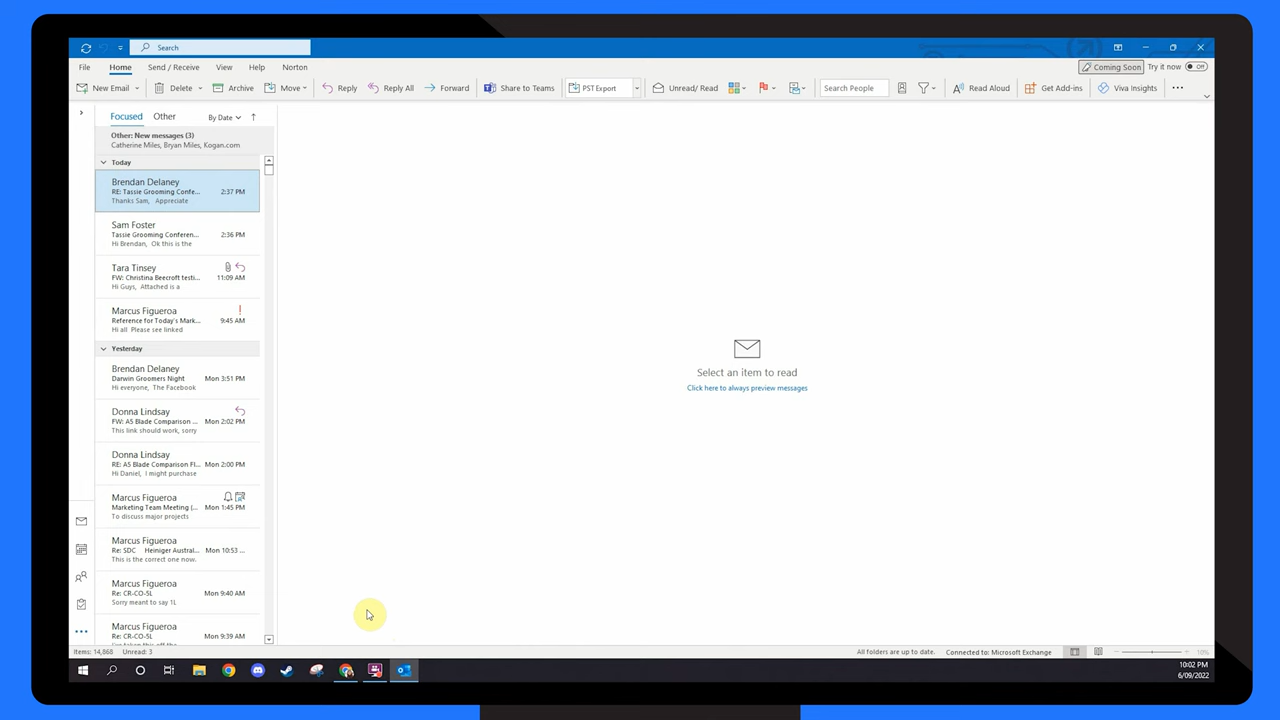 Search
File Home Send / Receive View Help Norton
Coming Soon Try it now Off
New Email Delete Archive Move Reply Reply All Forward Share to Teams PST Export Unread/ Read Search People Read Aloud Get Add-ins Viva Insights
Focused Other By Date
Other: New messages (3)
Catherine Miles, Bryan Miles, Kogan.com
Today
Brendan Delaney
RE: Tassie Grooming Confe... 2:37 PM
Thanks Sam, Appreciate
Sam Foster
Tassie Grooming Conferen... 2:36 PM
Hi Brendan, Ok this is the
Tara Tinsey
FW: Christina Beecroft testi... 11:09 AM
Hi Guys, Attached is a
Marcus Figueroa
Reference for Today's Mark... 9:45 AM
Hi all Please see linked
Yesterday
Brendan Delaney
Darwin Groomers Night Mon 3:51 PM
Hi everyone, The Facebook
Donna Lindsay
FW: A5 Blade Comparison ... Mon 2:02 PM
This link should work, sorry
Donna Lindsay
RE: A5 Blade Comparison Fl... Mon 2:00 PM
Hi Daniel, I might purchase
Marcus Figueroa
Marketing Team Meeting (... Mon 1:45 PM
To discuss major projects
Marcus Figueroa
Re: SDC Heiniger Austral... Mon 10:53 ...
This is the correct one now.
Marcus Figueroa
Re: CR-CO-5L Mon 9:40 AM
Sorry meant to say 1L
Marcus Figueroa
Re: CR-CO-5L Mon 9:39 AM
I've taken this off the
Select an item to read
Click here to always preview messages
Items: 14,868 Unread: 3 All folders are up to date. Connected to: Microsoft Exchange 10%
10:02 PM
6/09/2022